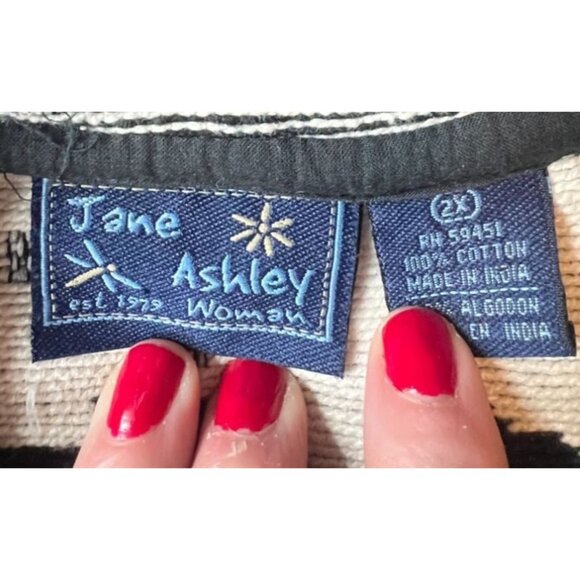 Jane
Ashley
est 1979 Woman
2X
RN 59451
100% COTTON
MADE IN INDIA
ALGODON
EN INDIA